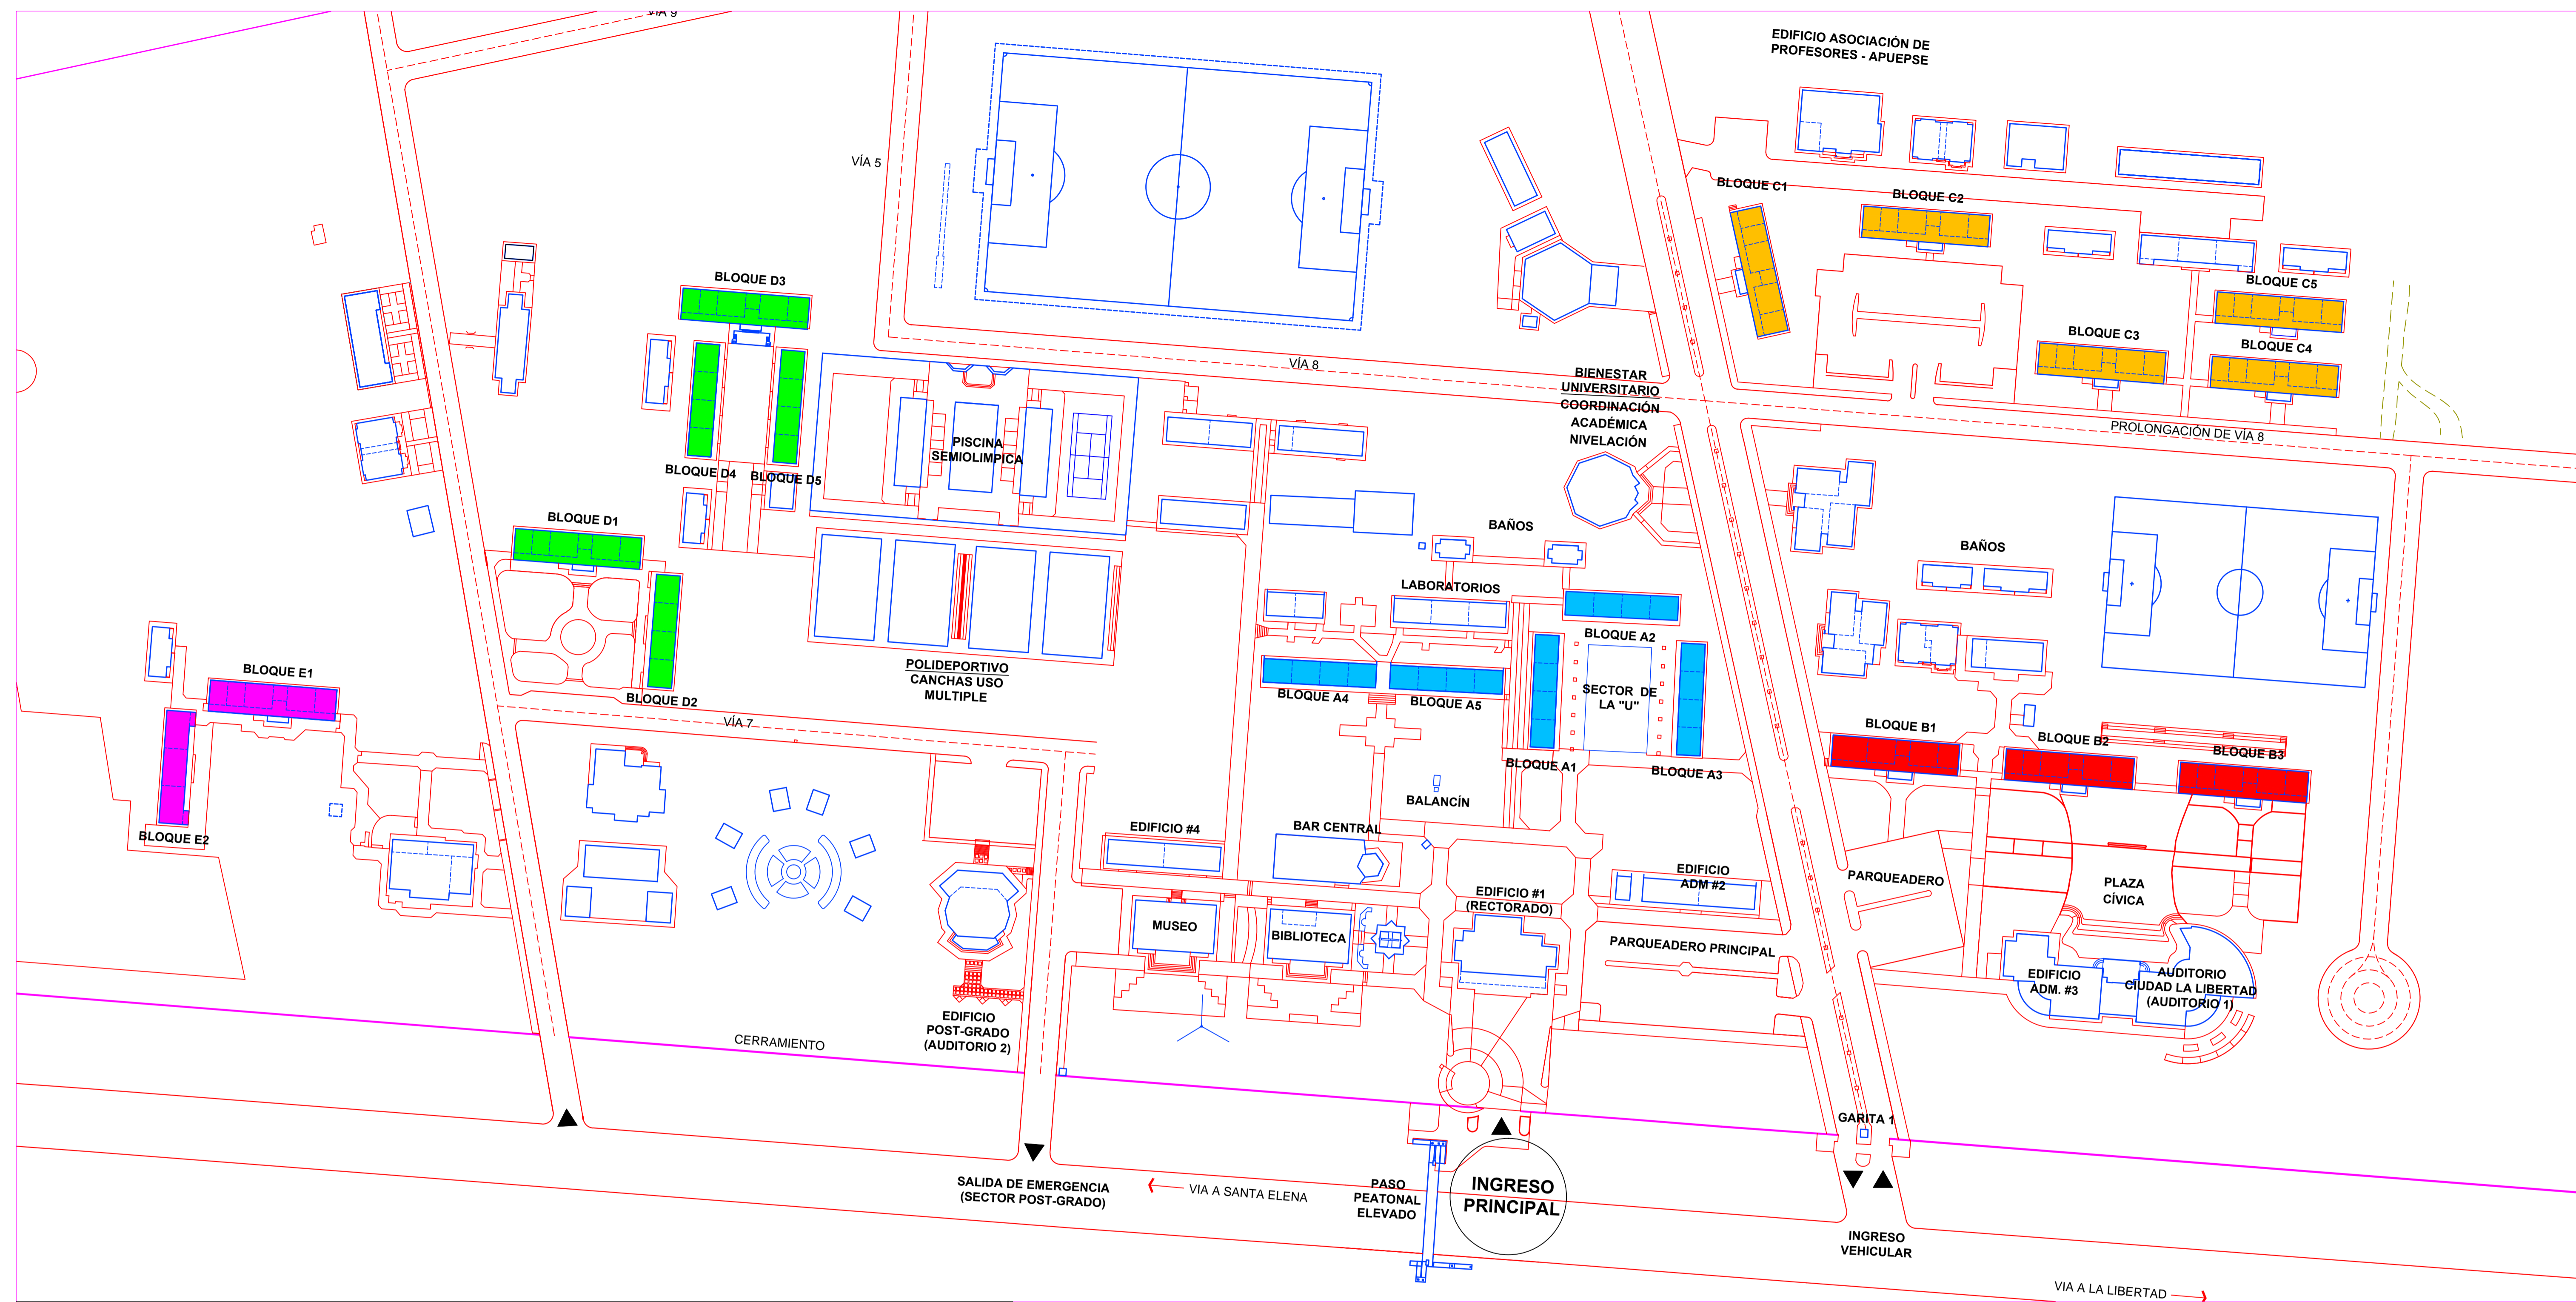 VÍA 9
EDIFICIO ASOCIACIÓN DE
PROFESORES - APUEPSE
VÍA 5
BLOQUE C1
BLOQUE C2
BLOQUE D3
BLOQUE C5
BLOQUE C3
BLOQUE C4
VÍA 8
BIENESTAR
UNIVERSITARIO
COORDINACIÓN
ACADÉMICA
NIVELACIÓN
PROLONGACIÓN DE VÍA 8
PISCINA
SEMIOLIMPICA
BLOQUE D4
BLOQUE D5
BLOQUE D1
BAÑOS
BAÑOS
LABORATORIOS
BLOQUE A2
POLIDEPORTIVO
CANCHAS USO
MULTIPLE
BLOQUE E1
BLOQUE D2
BLOQUE A4
BLOQUE A5
SECTOR DE
LA "U"
VÍA 7
BLOQUE B1
BLOQUE B2
BLOQUE B3
BLOQUE A1
BLOQUE A3
BALANCÍN
BLOQUE E2
EDIFICIO #4
BAR CENTRAL
EDIFICIO
ADM #2
PARQUEADERO
PLAZA
CÍVICA
EDIFICIO #1
(RECTORADO)
MUSEO
BIBLIOTECA
PARQUEADERO PRINCIPAL
EDIFICIO
ADM. #3
AUDITORIO
CIUDAD LA LIBERTAD
(AUDITORIO 1)
EDIFICIO
POST-GRADO
(AUDITORIO 2)
CERRAMIENTO
GARITA 1
SALIDA DE EMERGENCIA
(SECTOR POST-GRADO)
VIA A SANTA ELENA
PASO
PEATONAL
ELEVADO
INGRESO
PRINCIPAL
INGRESO
VEHICULAR
VIA A LA LIBERTAD